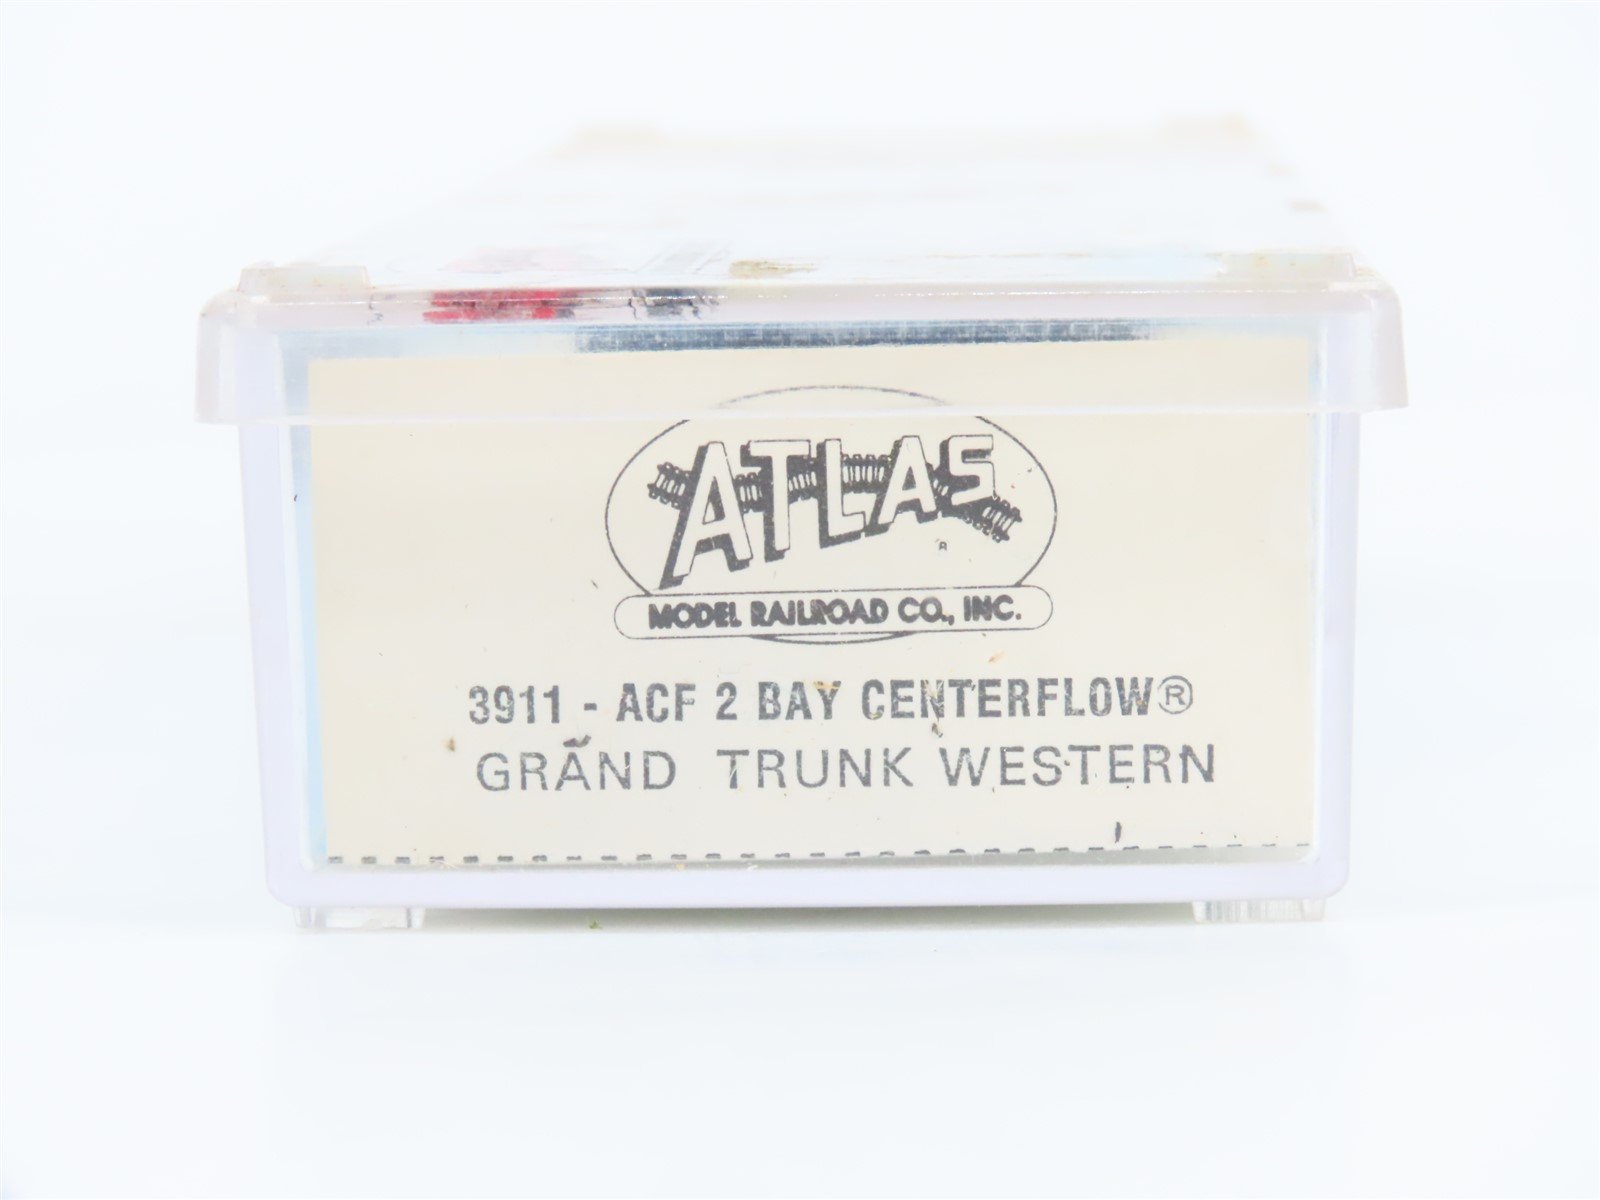 ATLAS
R
MODEL RAILROAD CO., INC.
3911 - ACF 2 BAY CENTERFLOW®
GRAND TRUNK WESTERN